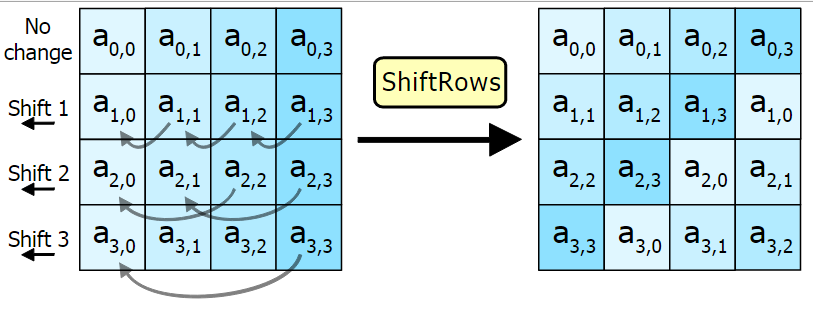 No
change
a0,0 a0,1 a0,2 a0,3
a0,0 a0,1 a0,2 a0,3
ShiftRows
Shift 1
a1,0 a1,1 a1,2 a1,3
a1,1 a1,2 a1,3 a1,0
Shift 2
a2,0 a2,1 a2,2 a2,3
a2,2 a2,3 a2,0 a2,1
Shift 3
a3,0 a3,1 a3,2 a3,3
a3,3 a3,0 a3,1 a3,2